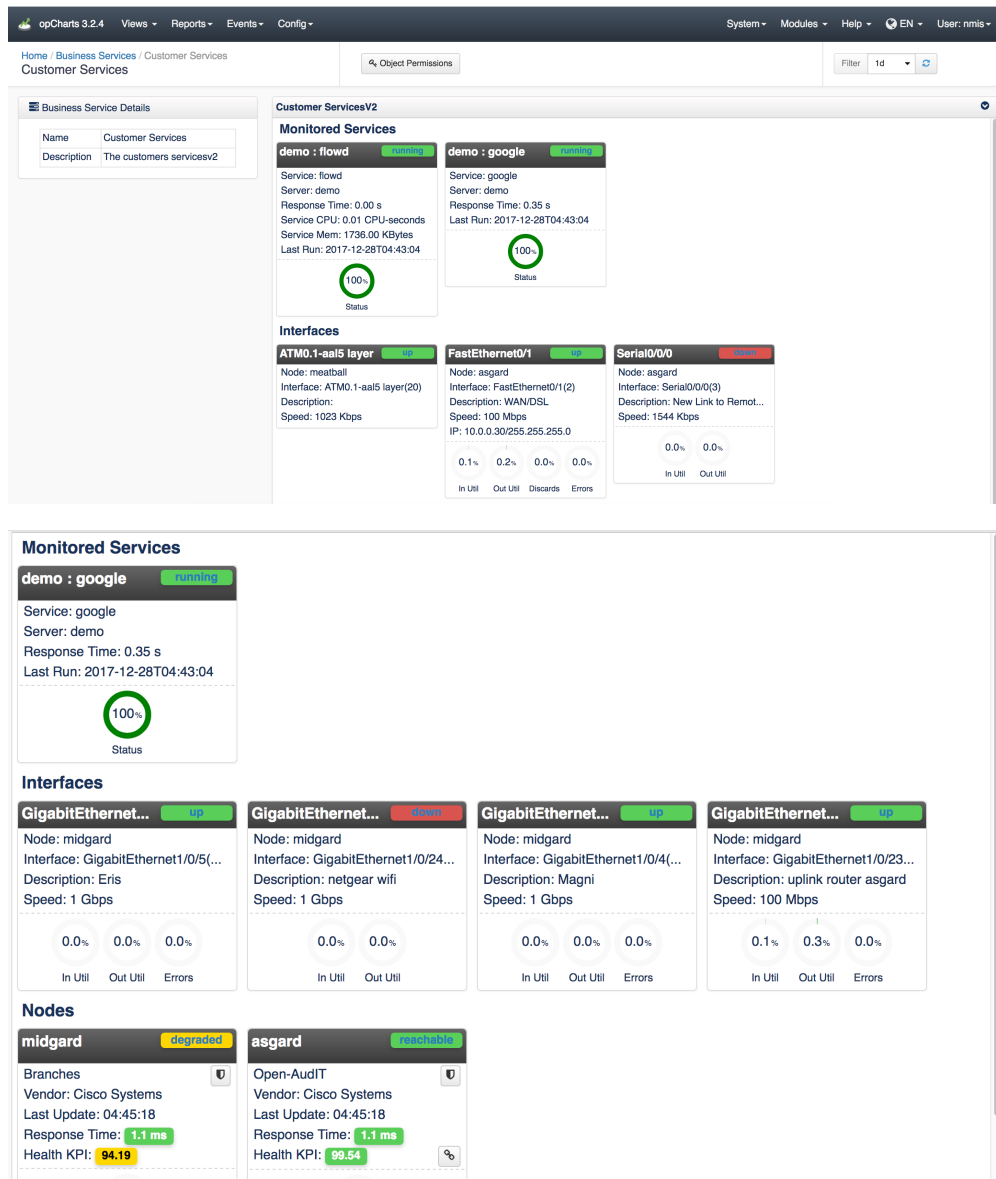 opCharts 3.2.4 Views Reports Events Config System Modules Help EN User: nmis
Home / Business Services / Customer Services
Customer Services
Object Permissions
Filter 1d
Business Service Details
Name Customer Services
Description The customers servicesv2
Customer ServicesV2
Monitored Services
demo : flowd running
Service: flowd
Server: demo
Response Time: 0.00 s
Service CPU: 0.01 CPU-seconds
Service Mem: 1736.00 KBytes
Last Run: 2017-12-28T04:43:04
100%
Status
demo : google running
Service: google
Server: demo
Response Time: 0.35 s
Last Run: 2017-12-28T04:43:04
100%
Status
Interfaces
ATM0.1-aal5 layer up
Node: meatball
Interface: ATM0.1-aal5 layer(20)
Description:
Speed: 1023 Kbps
FastEthernet0/1 up
Node: asgard
Interface: FastEthernet0/1(2)
Description: WAN/DSL
Speed: 100 Mbps
IP: 10.0.0.30/255.255.255.0
0.1% 0.2% 0.0% 0.0%
In Util Out Util Discards Errors
Serial0/0/0 down
Node: asgard
Interface: Serial0/0/0(3)
Description: New Link to Remot...
Speed: 1544 Kbps
0.0% 0.0%
In Util Out Util
Monitored Services
demo : google running
Service: google
Server: demo
Response Time: 0.35 s
Last Run: 2017-12-28T04:43:04
100%
Status
Interfaces
GigabitEthernet... up
Node: midgard
Interface: GigabitEthernet1/0/5(...
Description: Eris
Speed: 1 Gbps
0.0% 0.0% 0.0%
In Util Out Util Errors
GigabitEthernet... down
Node: midgard
Interface: GigabitEthernet1/0/24...
Description: netgear wifi
Speed: 1 Gbps
0.0% 0.0%
In Util Out Util
GigabitEthernet... up
Node: midgard
Interface: GigabitEthernet1/0/4(...
Description: Magni
Speed: 1 Gbps
0.0% 0.0% 0.0%
In Util Out Util Errors
GigabitEthernet... up
Node: midgard
Interface: GigabitEthernet1/0/23...
Description: uplink router asgard
Speed: 100 Mbps
0.1% 0.3% 0.0%
In Util Out Util Errors
Nodes
midgard degraded
Branches
Vendor: Cisco Systems
Last Update: 04:45:18
Response Time: 1.1 ms
Health KPI: 94.19
asgard reachable
Open-AudIT
Vendor: Cisco Systems
Last Update: 04:45:18
Response Time: 1.1 ms
Health KPI: 99.54